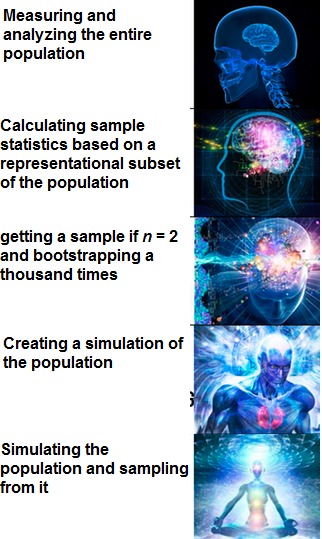 Measuring and
analyzing the entire
population
Calculating sample
statistics based on a
representational subset
of the population
getting a sample if n = 2
and bootstrapping a
thousand times
Creating a simulation of
the population
Simulating the
population and sampling
from it